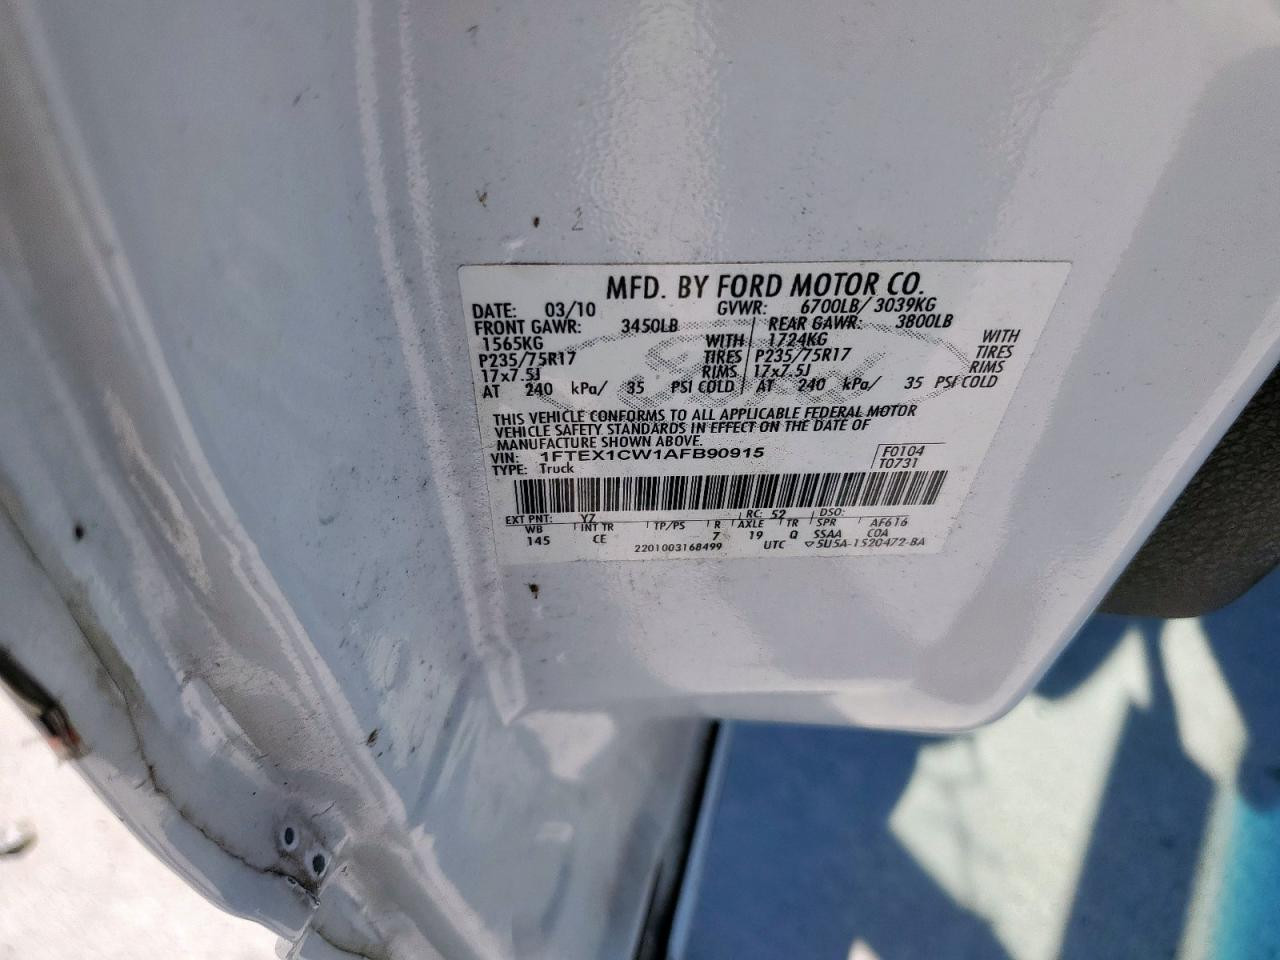 MFD. BY FORD MOTOR CO.
DATE: 03/10 GVWR: 6700LB/ 3039KG
FRONT GAWR: 3450LB REAR GAWR: 3800LB
1565KG WITH 1724KG WITH
P235/75R17 TIRES P235/75R17 TIRES
17x7.5J RIMS 17x7.5J RIMS
AT 240 kPa/ 35 PSI COLD AT 240 kPa/ 35 PSI COLD
THIS VEHICLE CONFORMS TO ALL APPLICABLE FEDERAL MOTOR
VEHICLE SAFETY STANDARDS IN EFFECT ON THE DATE OF
MANUFACTURE SHOWN ABOVE.
VIN: 1FTEX1CW1AFB90915 F0104
TYPE: Truck T0731
EXT PNT: YZ RC: 52 DSO:
WB INT TR TP/PS R AXLE TR SPR AF616
145 CE 7 19 Q SSAA C0A
2201003168499 UTC ▽5U5A-1520472-BA